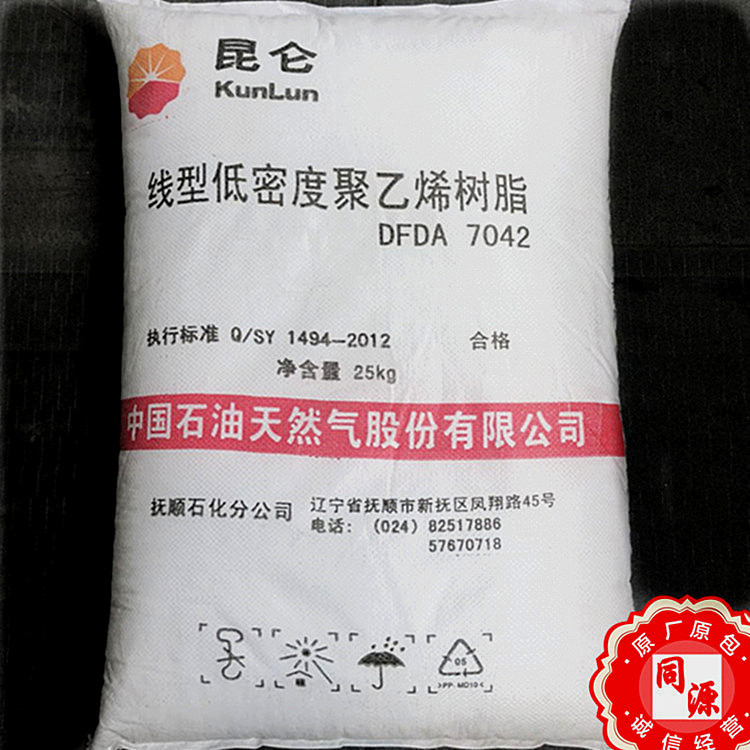 昆仑
KunLun
线型低密度聚乙烯树脂
DFDA 7042
执行标准 Q/SY 1494-2012 合格
净含量 25kg
中国石油天然气股份有限公司
抚顺石化分公司 辽宁省抚顺市新抚区凤翔路45号
电话：（024）82517886
57670718
05
>PP-MD10<
原厂原包
同源
诚信经营